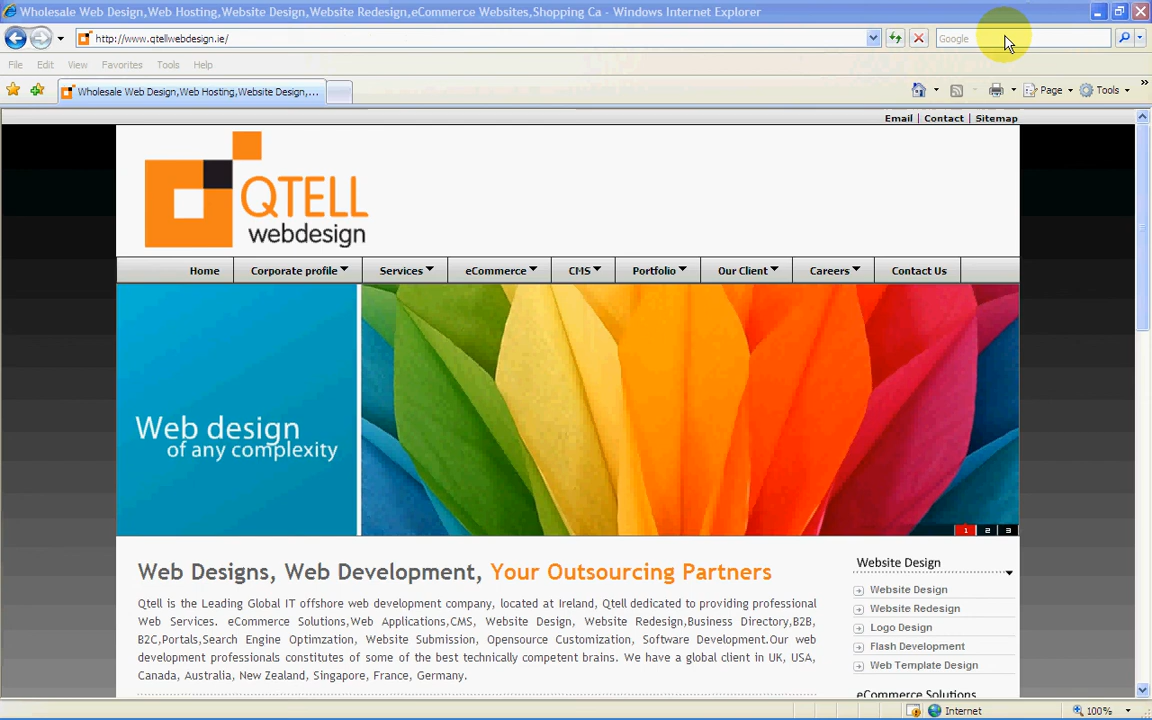 Wholesale Web Design,Web Hosting,Website Design,Website Redesign,eCommerce Websites,Shopping Ca - Windows Internet Explorer
http://www.qtellwebdesign.ie/
Google
File Edit View Favorites Tools Help
Wholesale Web Design,Web Hosting,Website Design,...
Page Tools
Email | Contact | Sitemap
QTELL
webdesign
Home Corporate profile Services eCommerce CMS Portfolio Our Client Careers Contact Us
Web design
of any complexity
1 2 3
Web Designs, Web Development, Your Outsourcing Partners
Qtell is the Leading Global IT offshore web development company, located at Ireland, Qtell dedicated to providing professional
Web Services. eCommerce Solutions,Web Applications,CMS, Website Design, Website Redesign,Business Directory,B2B,
B2C,Portals,Search Engine Optimzation, Website Submission, Opensource Customization, Software Development.Our web
development professionals constitutes of some of the best technically competent brains. We have a global client in UK, USA,
Canada, Australia, New Zealand, Singapore, France, Germany.
Website Design
Website Design
Website Redesign
Logo Design
Flash Development
Web Template Design
eCommerce Solutions
Internet
100%